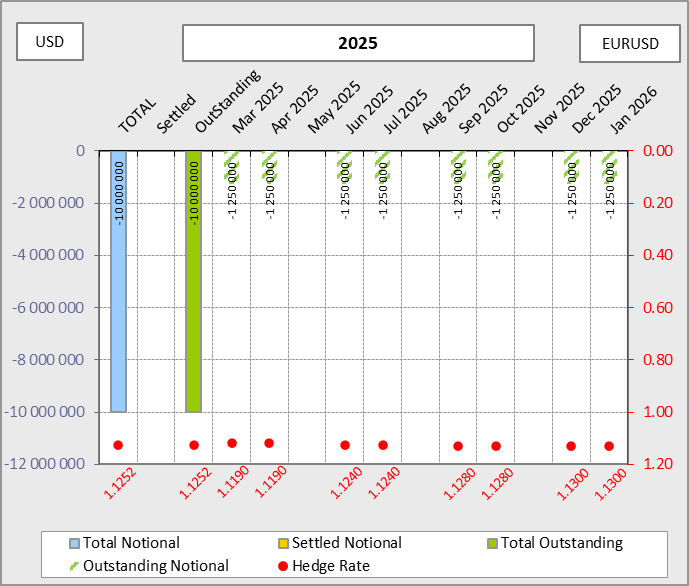 USD
2025
EURUSD
TOTAL
Settled
OutStanding
Mar 2025
Apr 2025
May 2025
Jun 2025
Jul 2025
Aug 2025
Sep 2025
Oct 2025
Nov 2025
Dec 2025
Jan 2026
0
-2 000 000
-4 000 000
-6 000 000
-8 000 000
-10 000 000
-12 000 000
-10 000 000
-10 000 000
-1 250 000
-1 250 000
-1 250 000
-1 250 000
-1 250 000
-1 250 000
-1 250 000
-1 250 000
0.00
0.20
0.40
0.60
0.80
1.00
1.20
1.1252
1.1252
1.1190
1.1190
1.1240
1.1240
1.1280
1.1280
1.1300
1.1300
Total Notional
Settled Notional
Total Outstanding
Outstanding Notional
Hedge Rate